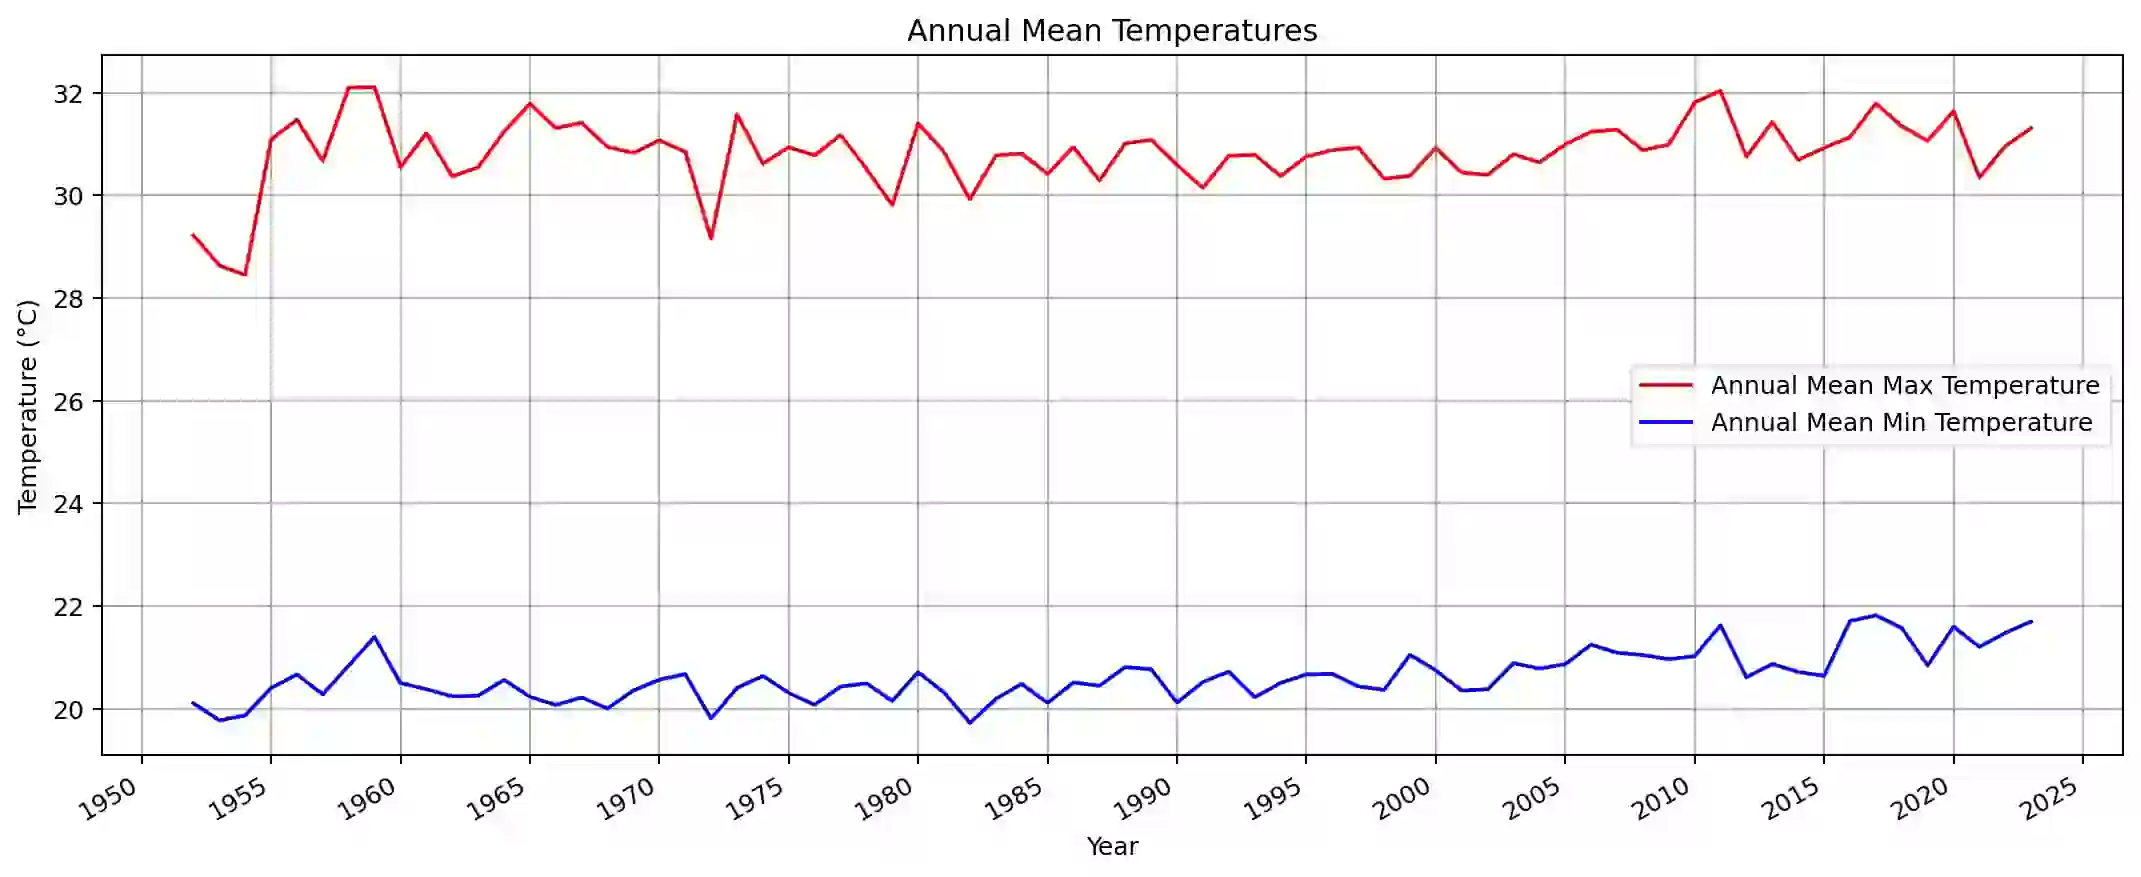 Annual Mean Temperatures
Temperature (°C)
32
30
28
26
24
22
20
Annual Mean Max Temperature
Annual Mean Min Temperature
1950 1955 1960 1965 1970 1975 1980 1985 1990 1995 2000 2005 2010 2015 2020 2025
Year